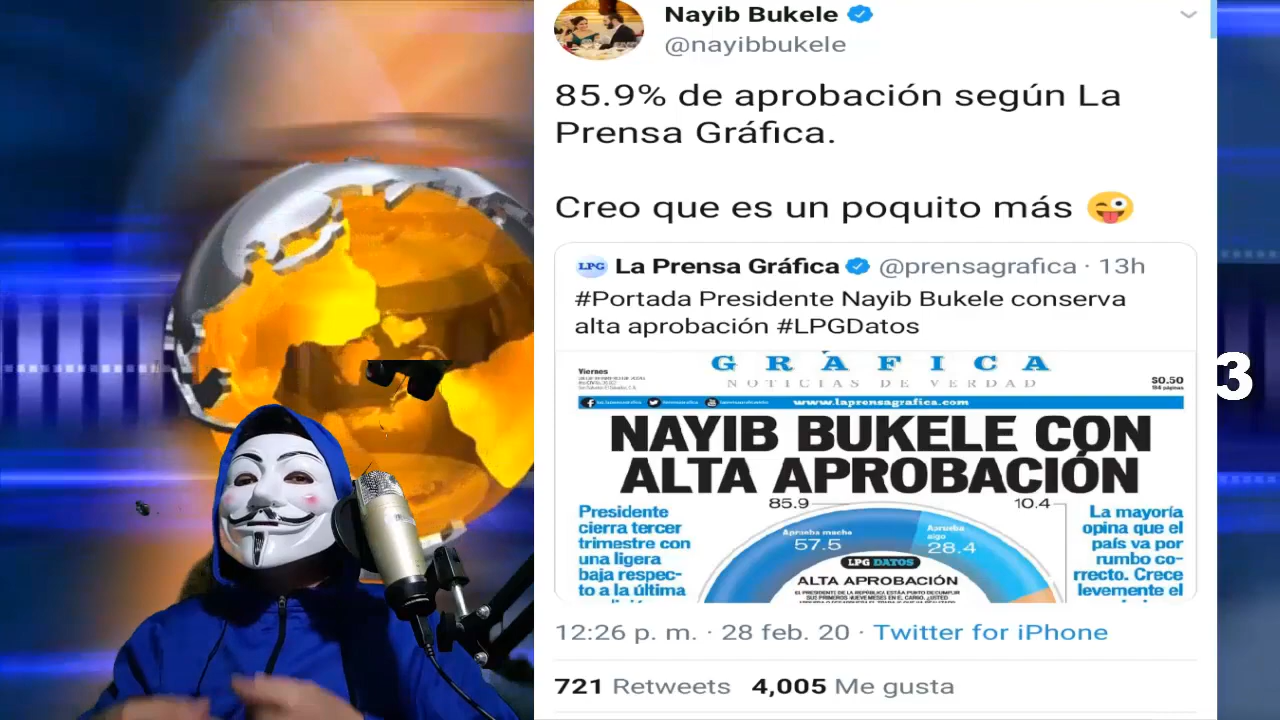 Nayib Bukele
@nayibbukele
85.9% de aprobación según La
Prensa Gráfica.
Creo que es un poquito más 😜
LPG La Prensa Gráfica @prensagrafica · 13h
#Portada Presidente Nayib Bukele conserva
alta aprobación #LPGDatos
GRÁFICA
Viernes
NOTICIAS DE VERDAD
$0.50
www.laprensagrafica.com
NAYIB BUKELE CON
ALTA APROBACIÓN
85.9
10.4
Presidente
cierra tercer
trimestre con
una ligera
baja respec-
to a la última
Aprueba mucho
57.5
Aprueba
algo
28.4
LPG DATOS
ALTA APROBACIÓN
La mayoría
opina que el
país va por
rumbo co-
rrecto. Crece
levemente el
12:26 p. m. · 28 feb. 20 · Twitter for iPhone
721 Retweets 4,005 Me gusta
3